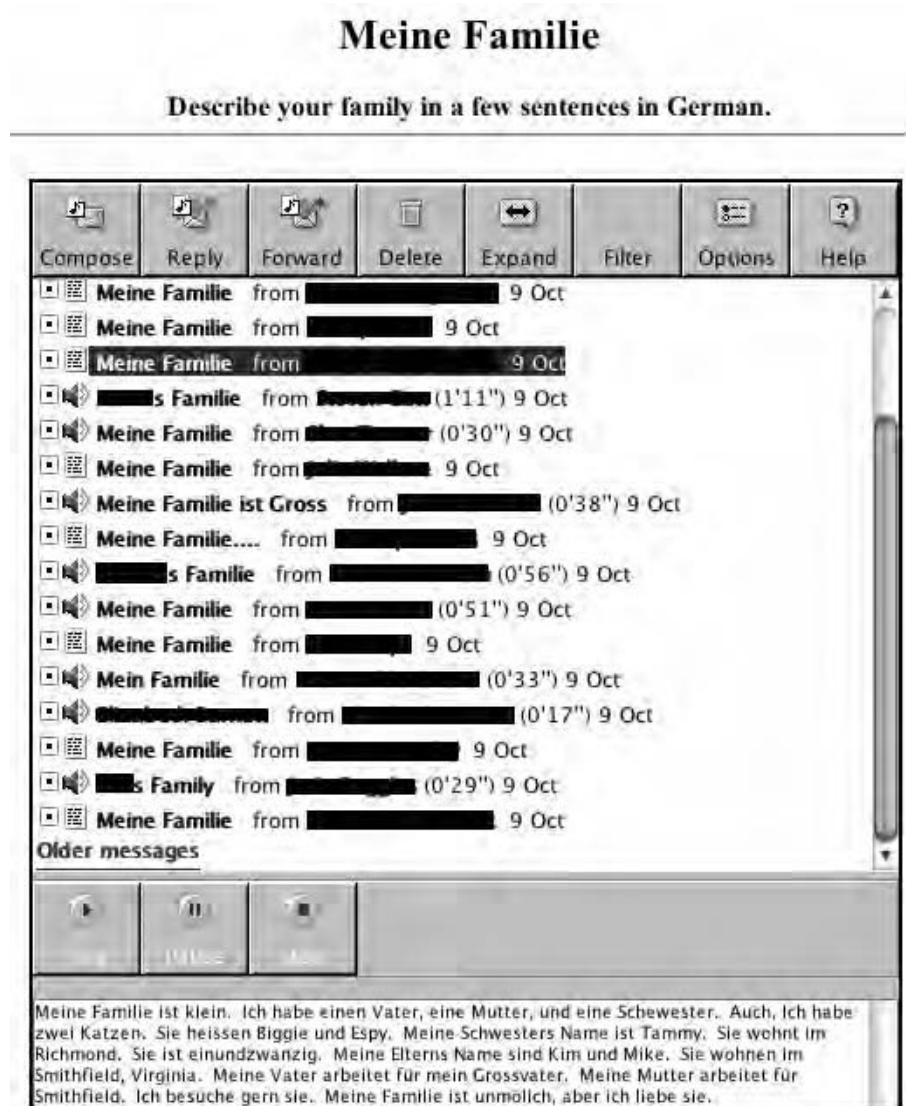 Meine Familie
Describe your family in a few sentences in German.
Compose Reply Forward Delete Expand Filter Options Help
Meine Familie from 9 Oct
Meine Familie from 9 Oct
Meine Familie from 9 Oct
s Familie from (1'11") 9 Oct
Meine Familie from (0'30") 9 Oct
Meine Familie from 9 Oct
Meine Familie ist Gross from (0'38") 9 Oct
Meine Familie.... from 9 Oct
s Familie from (0'56") 9 Oct
Meine Familie from (0'51") 9 Oct
Meine Familie from 9 Oct
Mein Familie from (0'33") 9 Oct
from (0'17") 9 Oct
Meine Familie from 9 Oct
s Family from (0'29") 9 Oct
Meine Familie from 9 Oct
Older messages
Meine Familie ist klein. Ich habe einen Vater, eine Mutter, und eine Schewester. Auch, Ich habe
zwei Katzen. Sie heissen Biggie und Espy. Meine Schwesters Name ist Tammy. Sie wohnt im
Richmond. Sie ist einundzwanzig. Meine Elterns Name sind Kim und Mike. Sie wohnen im
Smithfield, Virginia. Meine Vater arbeitet für mein Grossvater. Meine Mutter arbeitet für
Smithfield. Ich besuche gern sie. Meine Familie ist unmölich, aber ich liebe sie.